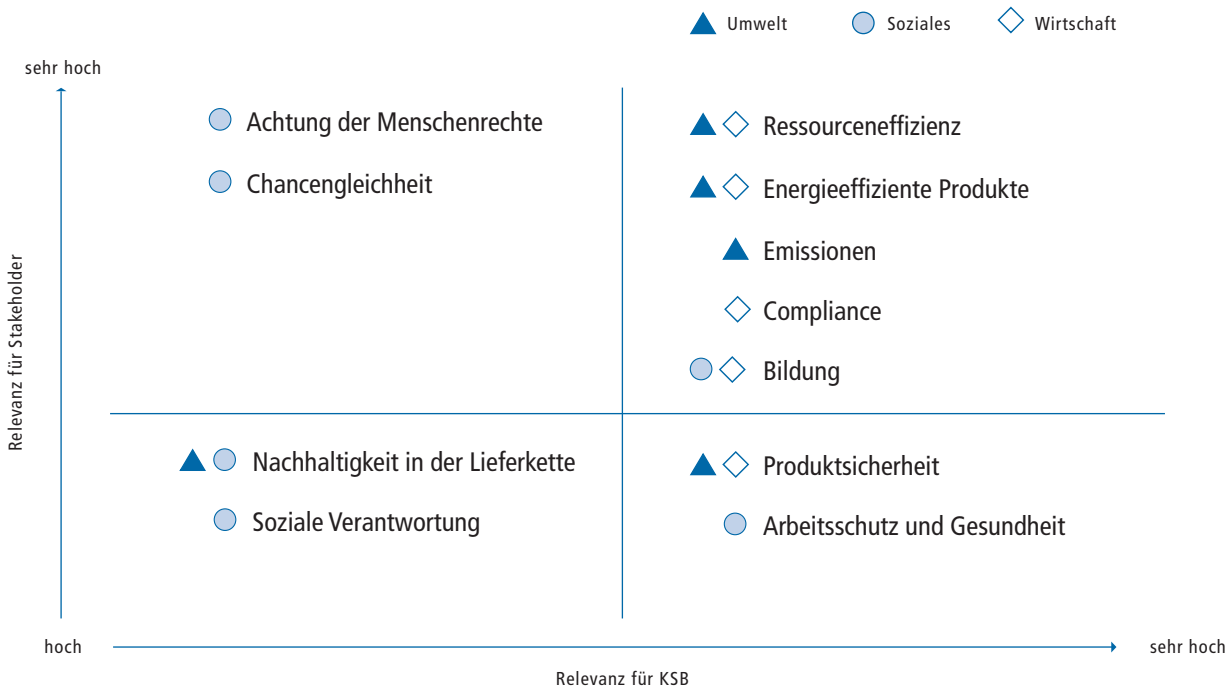 Umwelt
Soziales
Wirtschaft
sehr hoch
Achtung der Menschenrechte
Chancengleichheit
Ressourceneffizienz
Energieeffiziente Produkte
Emissionen
Compliance
Bildung
Relevanz für Stakeholder
Nachhaltigkeit in der Lieferkette
Soziale Verantwortung
Produktsicherheit
Arbeitsschutz und Gesundheit
hoch
sehr hoch
Relevanz für KSB